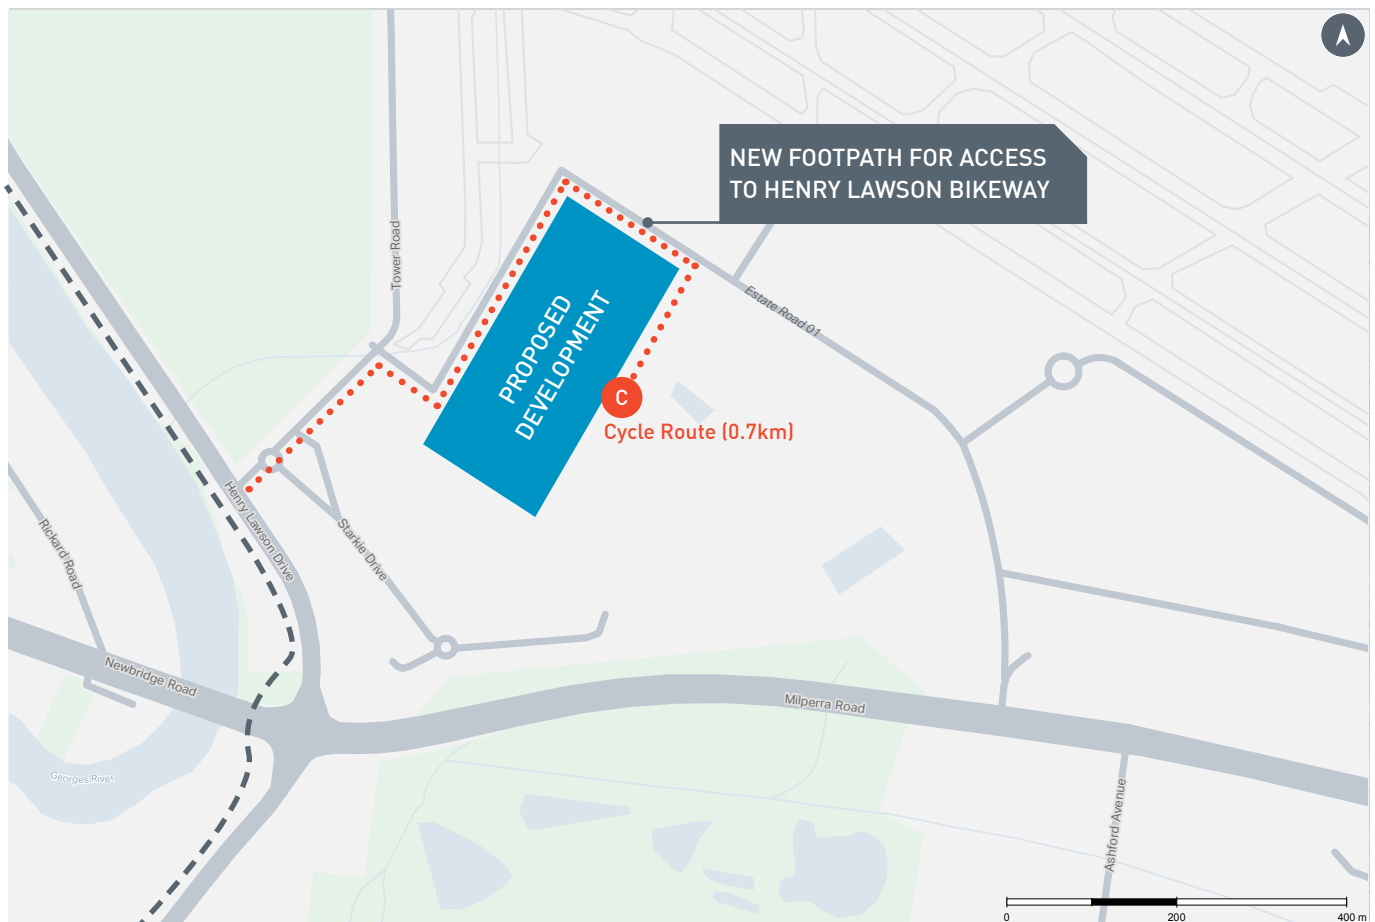 NEW FOOTPATH FOR ACCESS
TO HENRY LAWSON BIKEWAY
Tower Road
PROPOSED
DEVELOPMENT
Estate Road 01
C
Cycle Route (0.7km)
Henry Lawson Drive
Starkie Drive
Rickard Road
Newbridge Road
Milperra Road
Georges River
Ashford Avenue
0
200
400 m